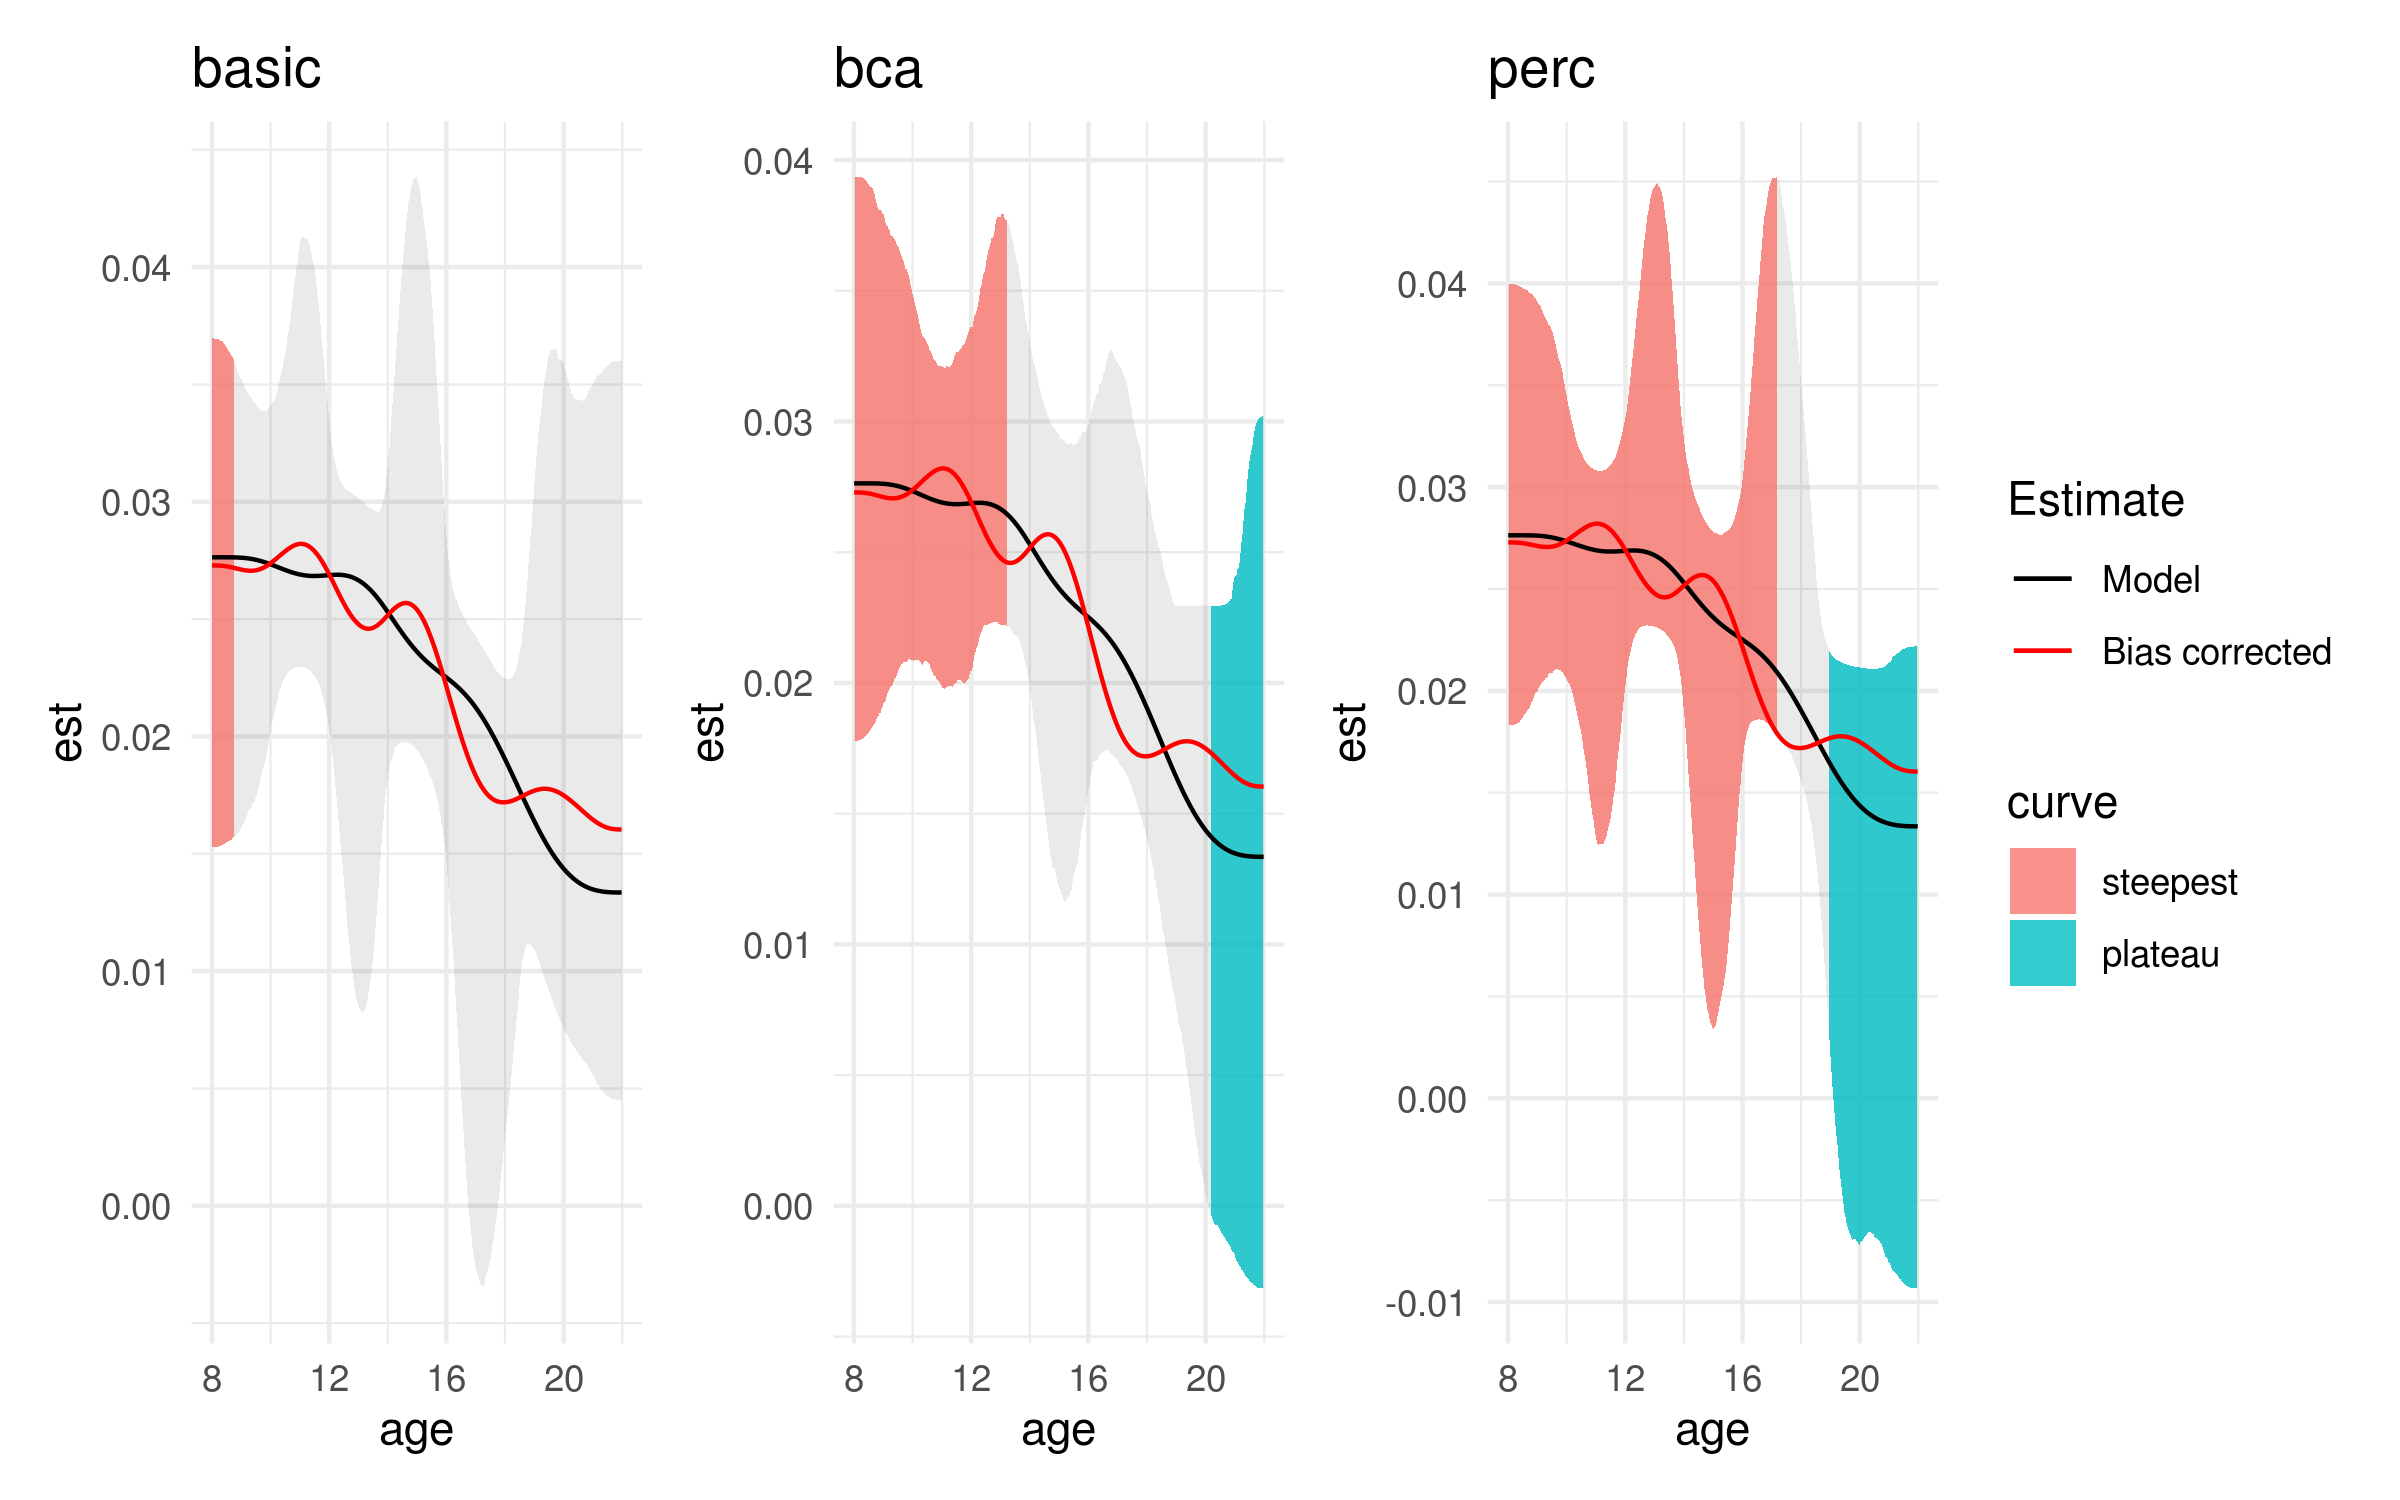 basic
bca
perc
0.04
0.03
0.02
0.01
0.00
est
8 12 16 20
age
0.04
0.03
0.02
0.01
0.00
est
8 12 16 20
age
0.04
0.03
0.02
0.01
0.00
-0.01
est
8 12 16 20
age
Estimate
Model
Bias corrected
curve
steepest
plateau